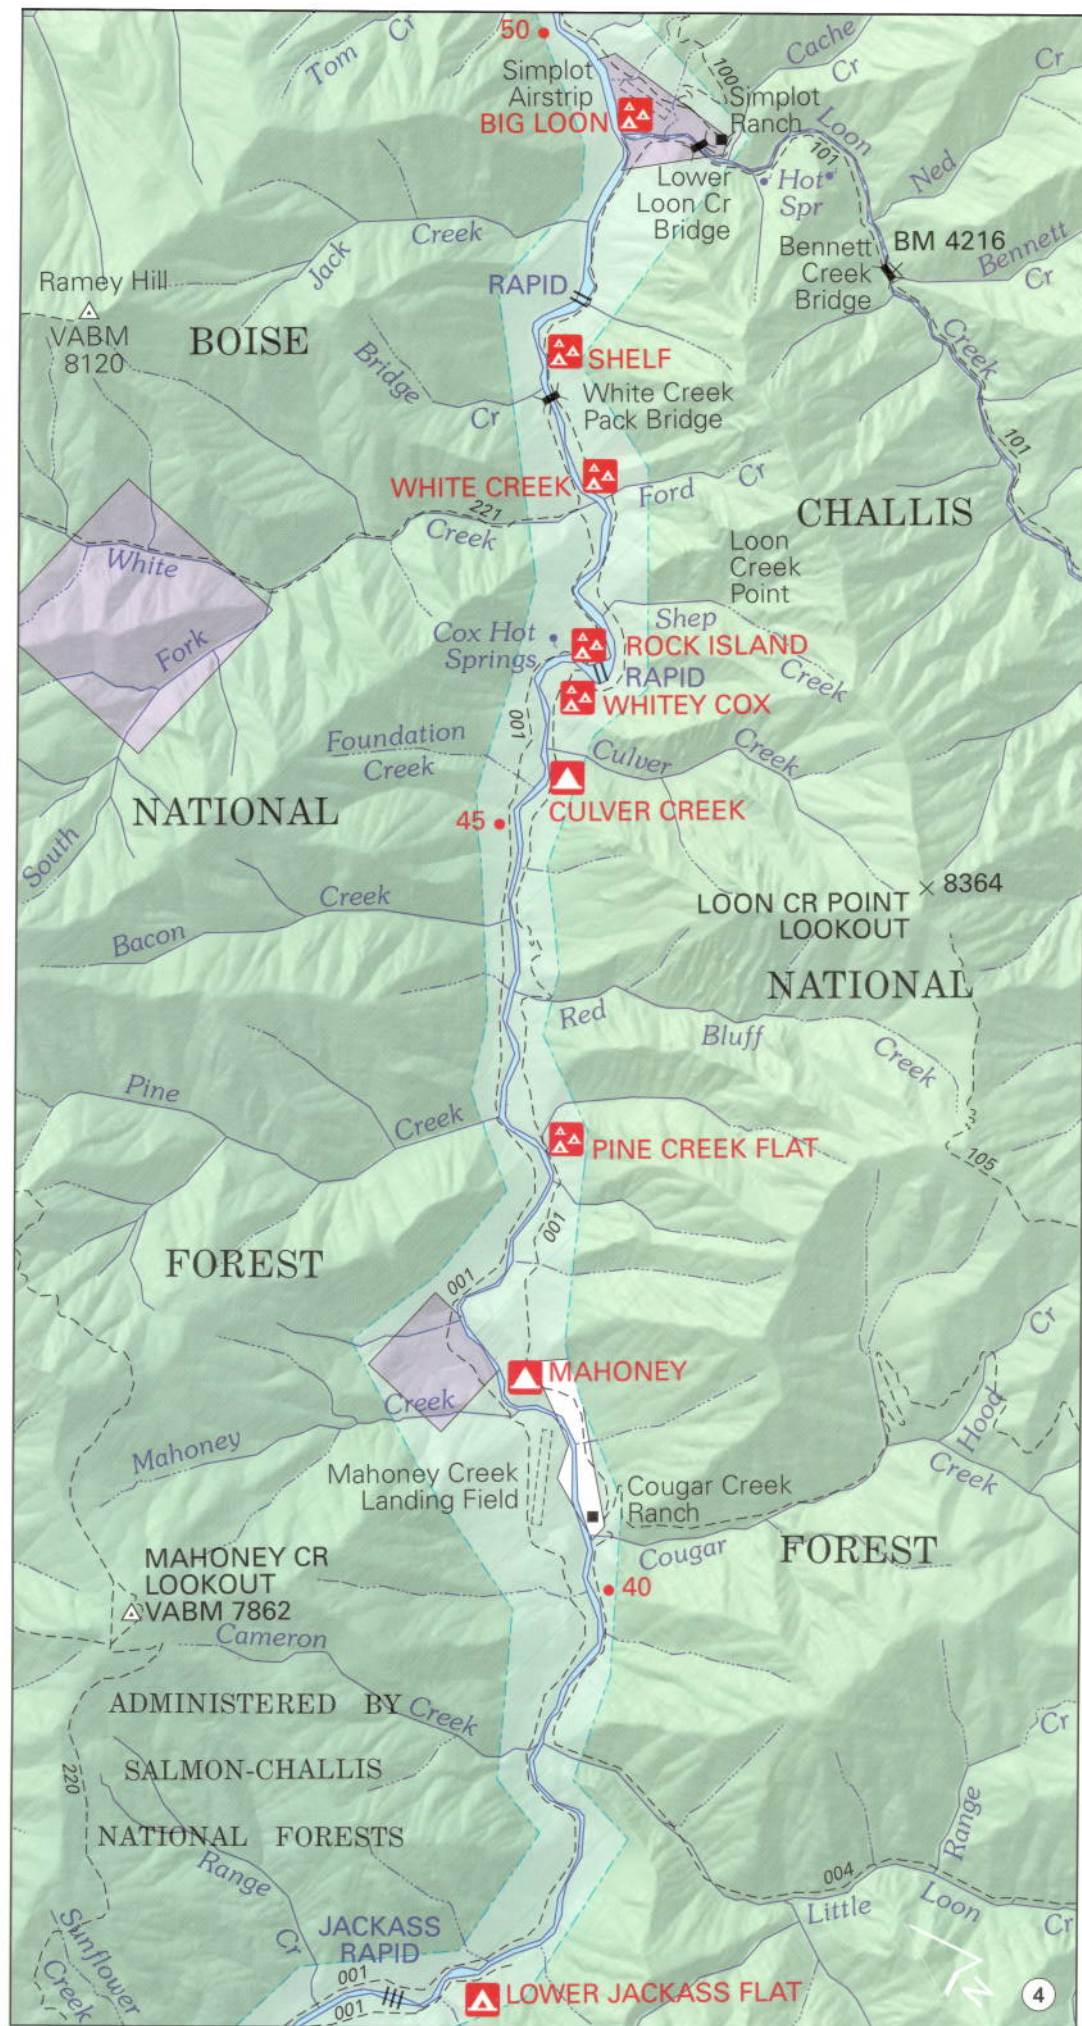 50
Tom Cr
Simplot
Airstrip
BIG LOON
100
Cache
Cr
Simplot
Ranch
Loon
101
Cr
Ned
Hot
Spr
Lower
Loon Cr
Bridge
Bennett
Creek
Bridge
BM 4216
Bennett
Cr
Jack Creek
Ramey Hill
VABM
8120
RAPID
BOISE
Bridge
Cr
SHELF
White Creek
Pack Bridge
Creek
101
WHITE CREEK
221
Creek
Ford Cr
CHALLIS
White
Loon
Creek
Point
Fork
Shep
Creek
Cox Hot
Springs
ROCK ISLAND
RAPID
WHITEY COX
001
Foundation
Creek
Culver
Creek
CULVER CREEK
NATIONAL
45
South
Creek
Bacon
8364
LOON CR POINT
LOOKOUT
NATIONAL
Red
Bluff
Creek
Pine
Creek
3
105
PINE CREEK FLAT
001
FOREST
001
Cr
Hood
Creek
MAHONEY
Creek
Mahoney
Mahoney Creek
Landing Field
Cougar Creek
Ranch
Cougar
FOREST
MAHONEY CR
LOOKOUT
VABM 7862
40
Cameron
Creek
ADMINISTERED BY
SALMON-CHALLIS
NATIONAL FORESTS
220
Cr
Range
004
Little
Loon
Cr
Range
Cr
Sunflower
Creek
JACKASS
RAPID
001
001
LOWER JACKASS FLAT
N
4